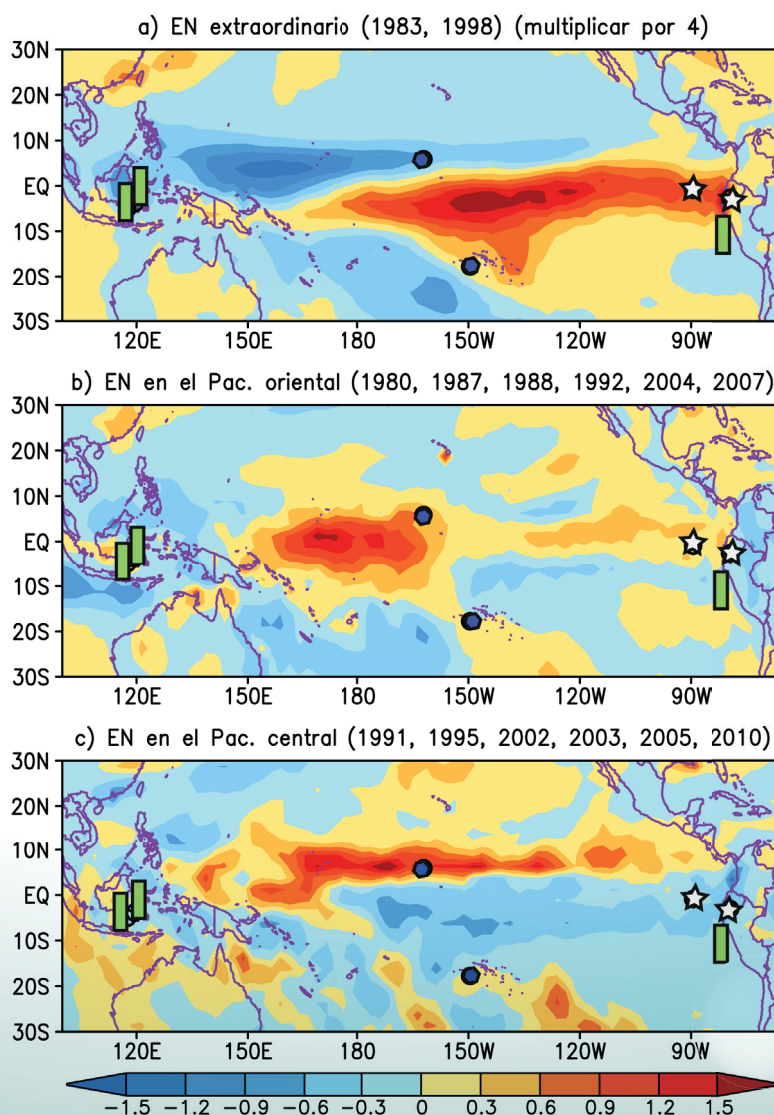 a) EN extraordinario (1983, 1998) (multiplicar por 4)
30N
20N
10N
EQ
10S
20S
30S
120E 150E 180 150W 120W 90W
b) EN en el Pac. oriental (1980, 1987, 1988, 1992, 2004, 2007)
30N
20N
10N
EQ
10S
20S
30S
120E 150E 180 150W 120W 90W
c) EN en el Pac. central (1991, 1995, 2002, 2003, 2005, 2010)
30N
20N
10N
EQ
10S
20S
30S
120E 150E 180 150W 120W 90W
−1.5 −1.2 −0.9 −0.6 −0.3 0 0.3 0.6 0.9 1.2 1.5